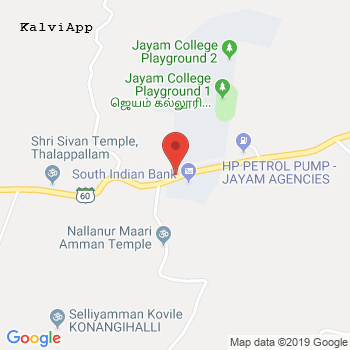 KalviApp
Jayam College
Playground 2
Jayam College
Playground 1
ஜெயம் கல்லூரி...
Shri Sivan Temple,
Thalappallam
South Indian Bank
HP PETROL PUMP -
JAYAM AGENCIES
60
Nallanur Maari
Amman Temple
Selliyamman Kovile
KONANGIHALLI
Google
Map data ©2019 Google